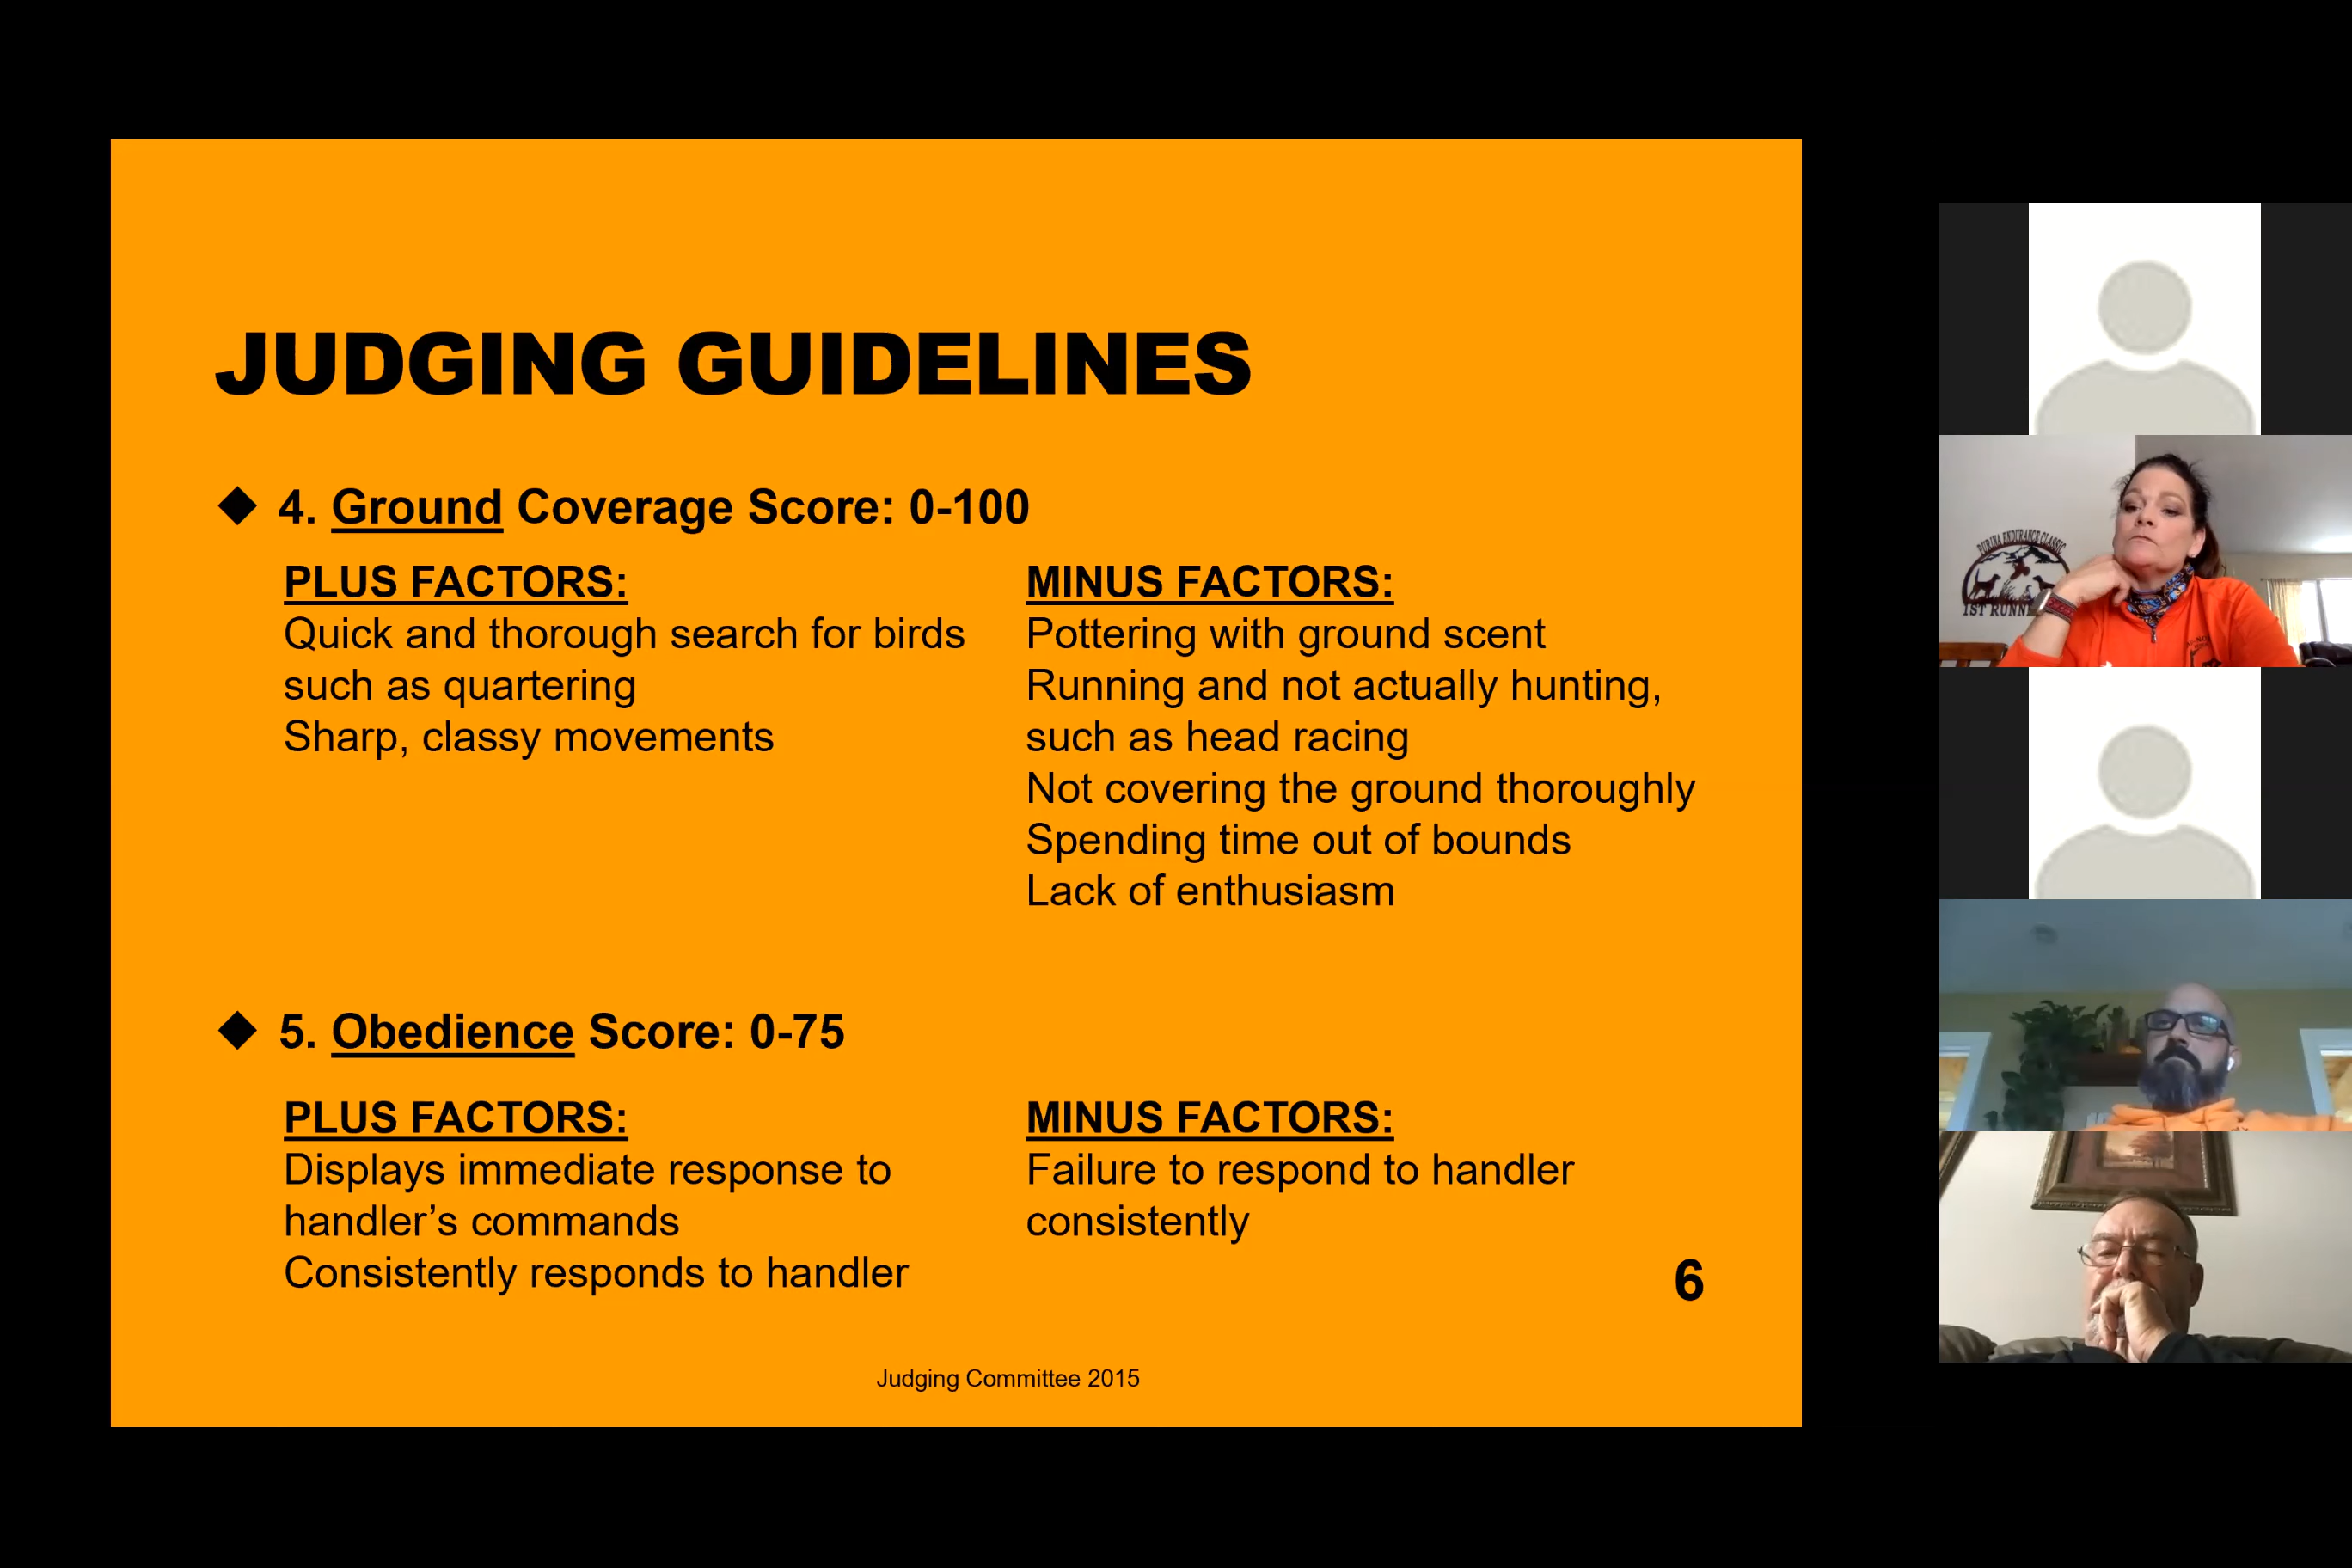 JUDGING GUIDELINES
◆ 4. Ground Coverage Score: 0-100
PLUS FACTORS:
Quick and thorough search for birds
such as quartering
Sharp, classy movements
MINUS FACTORS:
Pottering with ground scent
Running and not actually hunting,
such as head racing
Not covering the ground thoroughly
Spending time out of bounds
Lack of enthusiasm
◆ 5. Obedience Score: 0-75
PLUS FACTORS:
Displays immediate response to
handler’s commands
Consistently responds to handler
MINUS FACTORS:
Failure to respond to handler
consistently
6
Judging Committee 2015
PURINA ENDURANCE CLASSIC
1ST